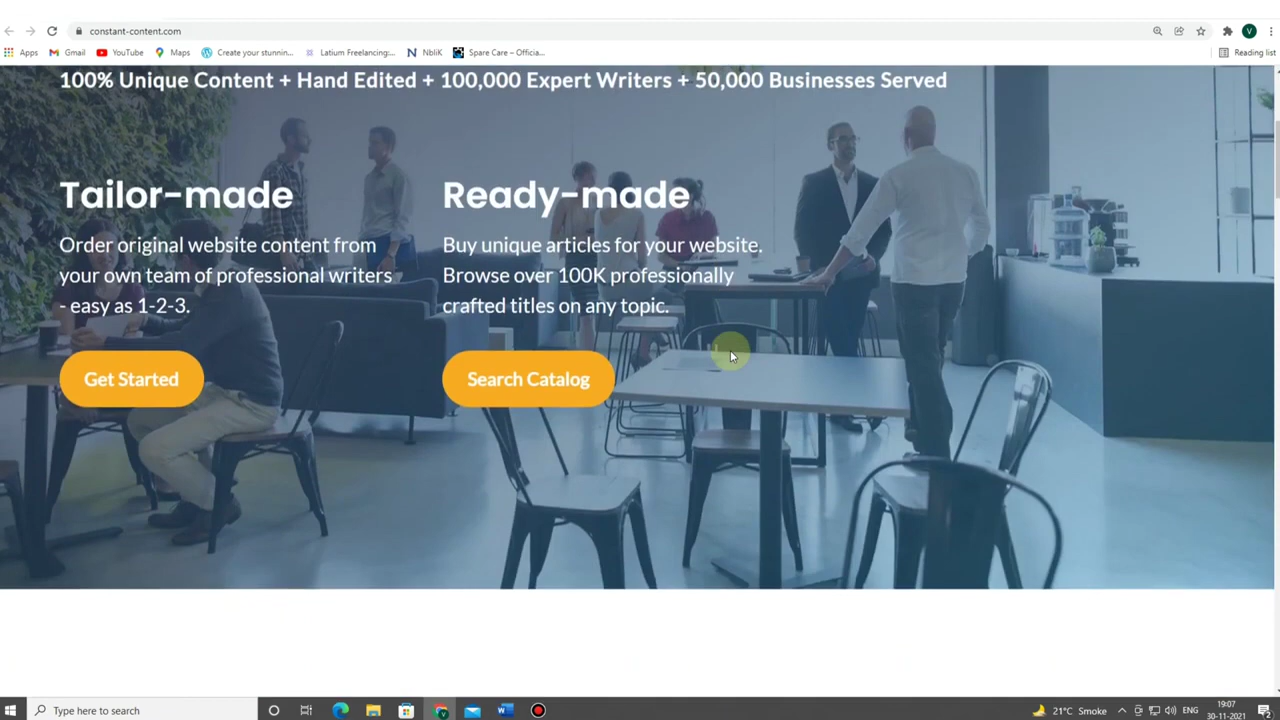 constant-content.com
V
Apps
Gmail
YouTube
Maps
Create your stunnin...
Latium Freelancing:...
NbliK
Spare Care – Officia...
Reading list
100% Unique Content + Hand Edited + 100,000 Expert Writers + 50,000 Businesses Served
Tailor-made
Order original website content from
your own team of professional writers
- easy as 1-2-3.
Get Started
Ready-made
Buy unique articles for your website.
Browse over 100K professionally
crafted titles on any topic.
Search Catalog
Type here to search
21°C Smoke
ENG
19:07
30-11-2021
2